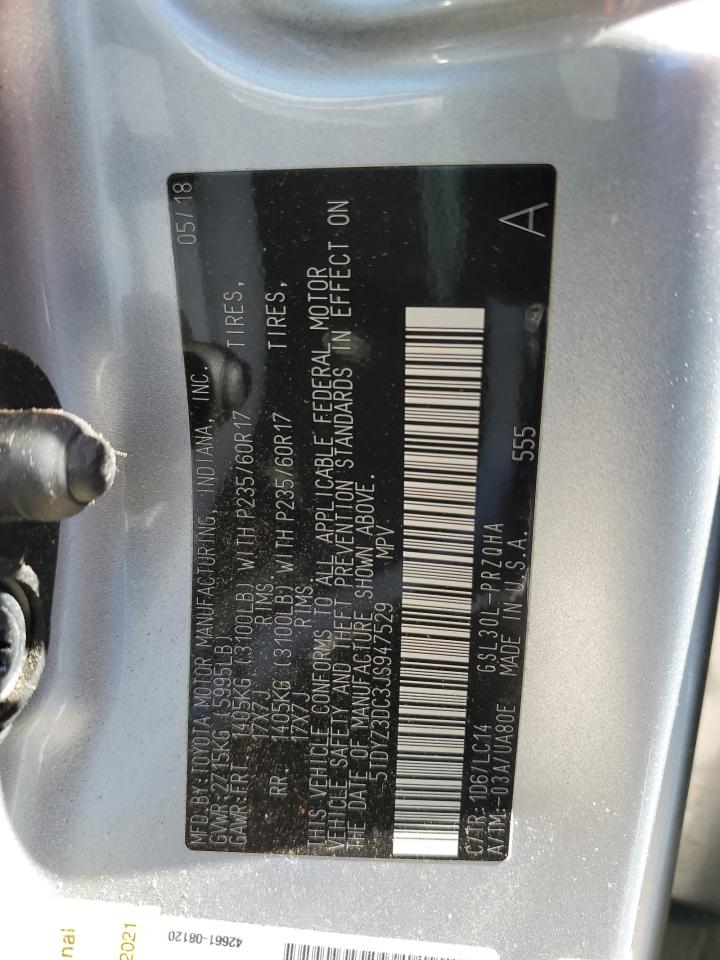 MFD.BY:TOYOTA MOTOR MANUFACTURING INDIANA, INC. 05/18
GVWR:2715KG (5995LB)
GAWR:FRT. 1405KG (3100LB) WITH P235/60R17 TIRES,
17X7J RIMS
RR. 1405KG (3100LB) WITH P235/60R17 TIRES,
17X7J RIMS
THIS VEHICLE CONFORMS TO ALL APPLICABLE FEDERAL MOTOR
VEHICLE SAFETY AND THEFT PREVENTION STANDARDS IN EFFECT ON
THE DATE OF MANUFACTURE SHOWN ABOVE.
5TDYZ3DC3JS947529 MPV
C/TR:1D6/LC14 GSL30L-PRZQHA
A/TM:-03A/UA80E MADE IN U.S.A. 555 A
nal
2021
42661-08120